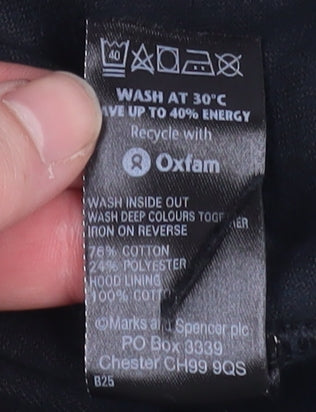 40
WASH AT 30°C
AVE UP TO 40% ENERGY
Recycle with
Oxfam
WASH INSIDE OUT
WASH DEEP COLOURS TOGETHER
IRON ON REVERSE
76% COTTON
24% POLYESTER
HOOD LINING
100% COTTON
©Marks and Spencer plc
PO Box 3339
Chester CH99 9QS
B25